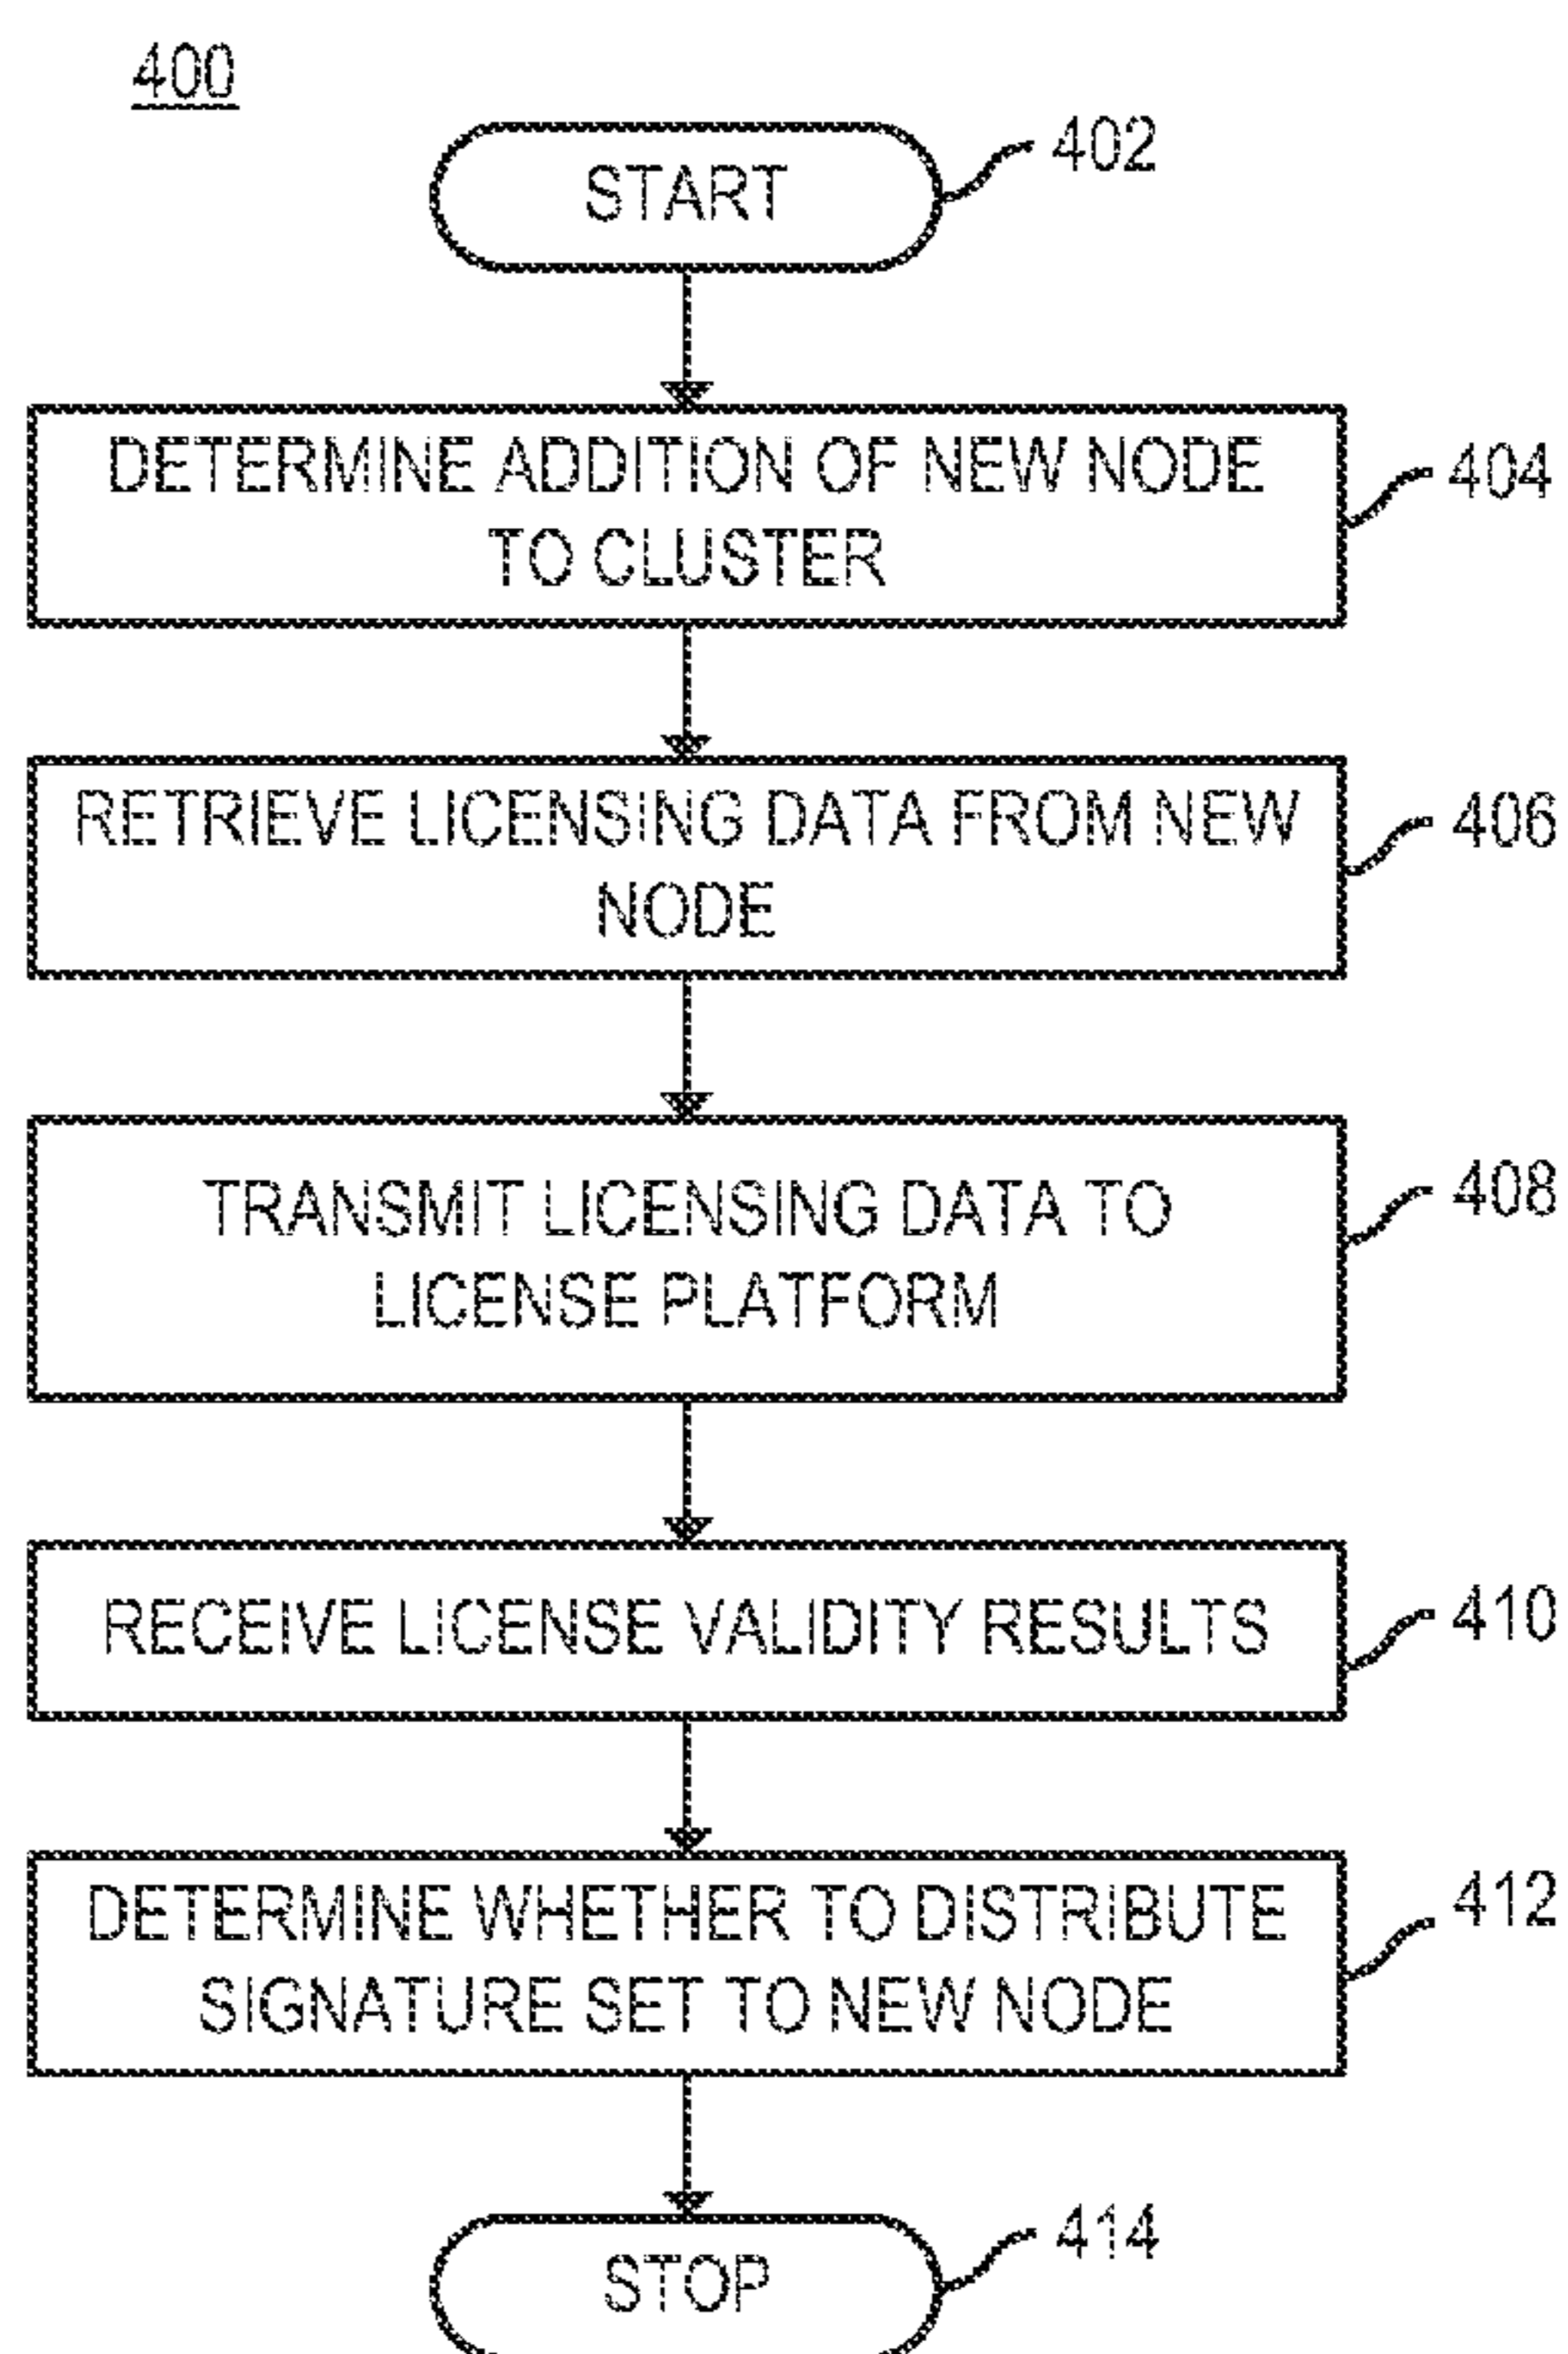 400
START
402
DETERMINE ADDITION OF NEW NODE
TO CLUSTER
404
RETRIEVE LICENSING DATA FROM NEW
NODE
406
TRANSMIT LICENSING DATA TO
LICENSE PLATFORM
408
RECEIVE LICENSE VALIDITY RESULTS
410
DETERMINE WHETHER TO DISTRIBUTE
SIGNATURE SET TO NEW NODE
412
STOP
414